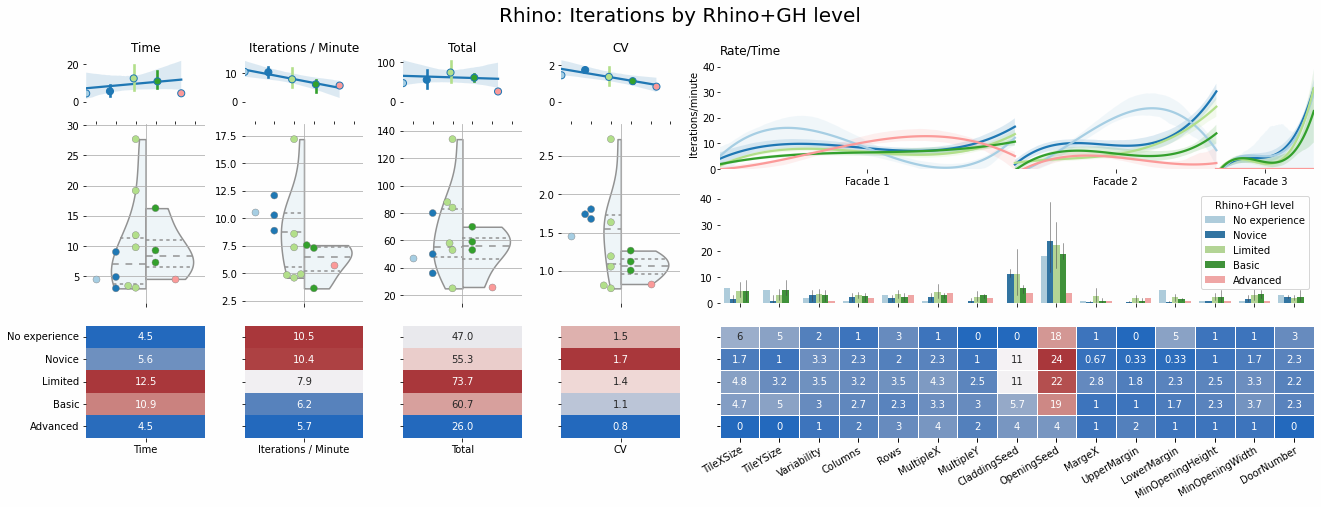 Rhino: Iterations by Rhino+GH level
Time
Iterations / Minute
Total
CV
Rate/Time
20
0
10
0
100
0
2
0
Iterations/minute
40
30
20
10
0
Facade 1
Facade 2
Facade 3
30
25
20
15
10
5
17.5
15.0
12.5
10.0
7.5
5.0
2.5
140
120
100
80
60
40
20
2.5
2.0
1.5
1.0
40
30
20
10
0
Rhino+GH level
No experience
Novice
Limited
Basic
Advanced
No experience 4.5 10.5 47.0 1.5 6 5 2 1 3 1 0 0 18 1 0 5 1 1 3
Novice 5.6 10.4 55.3 1.7 1.7 1 3.3 2.3 2 2.3 1 11 24 0.67 0.33 0.33 1 1.7 2.3
Limited 12.5 7.9 73.7 1.4 4.8 3.2 3.5 3.2 3.5 4.3 2.5 11 22 2.8 1.8 2.3 2.5 3.3 2.2
Basic 10.9 6.2 60.7 1.1 4.7 5 3 2.7 2.3 3.3 3 5.7 19 1 1 1.7 2.3 3.7 2.3
Advanced 4.5 5.7 26.0 0.8 0 0 1 2 3 4 2 4 4 1 2 1 1 1 0
Time
Iterations / Minute
Total
CV
TileXSize
TileYSize
Variability
Columns
Rows
MultipleX
MultipleY
CladdingSeed
OpeningSeed
MargeX
UpperMargin
LowerMargin
MinOpeningHeight
MinOpeningWidth
DoorNumber